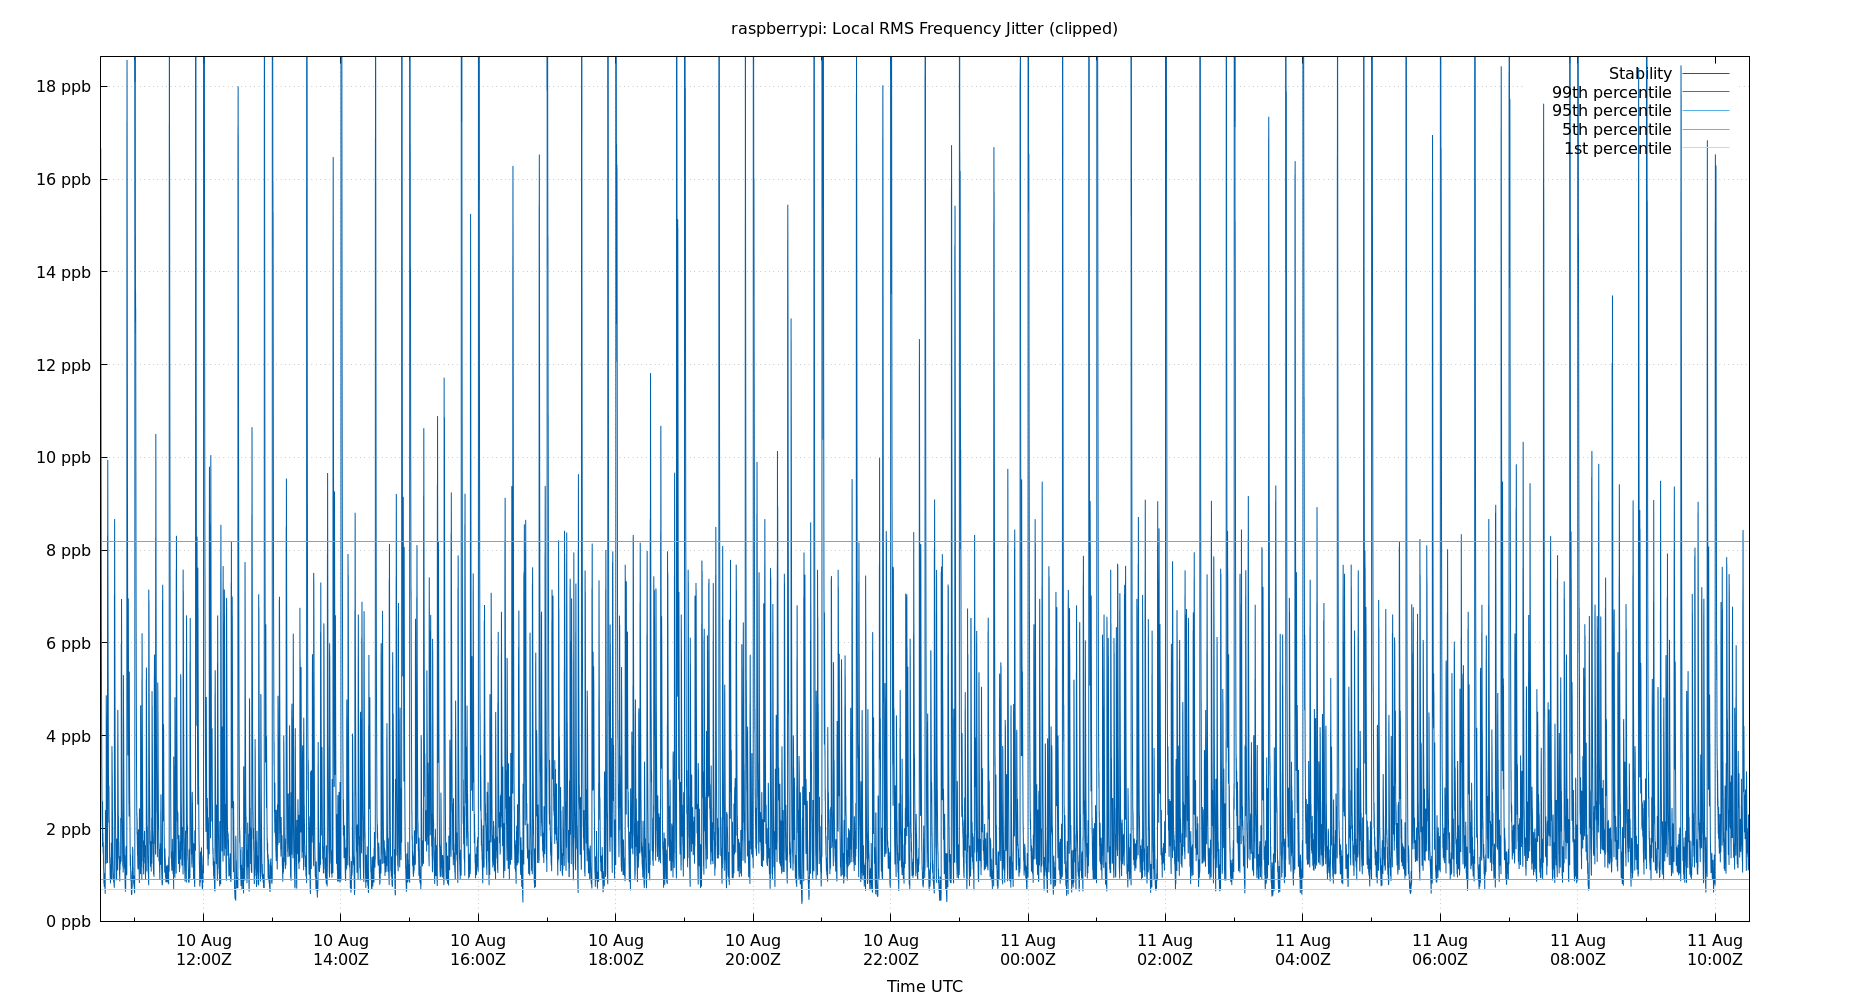 raspberrypi: Local RMS Frequency Jitter (clipped)
Stability
99th percentile
95th percentile
5th percentile
1st percentile
18 ppb
16 ppb
14 ppb
12 ppb
10 ppb
8 ppb
6 ppb
4 ppb
2 ppb
0 ppb
10 Aug 10 Aug 10 Aug 10 Aug 10 Aug 10 Aug 11 Aug 11 Aug 11 Aug 11 Aug 11 Aug 11 Aug
12:00Z 14:00Z 16:00Z 18:00Z 20:00Z 22:00Z 00:00Z 02:00Z 04:00Z 06:00Z 08:00Z 10:00Z
Time UTC